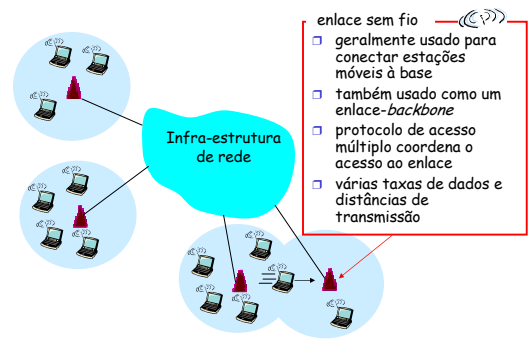 enlace sem fio
geralmente usado para
conectar estações
móveis à base
também usado como um
enlace-backbone
protocolo de acesso
múltiplo coordena o
acesso ao enlace
várias taxas de dados e
distâncias de
transmissão
Infra-estrutura
de rede